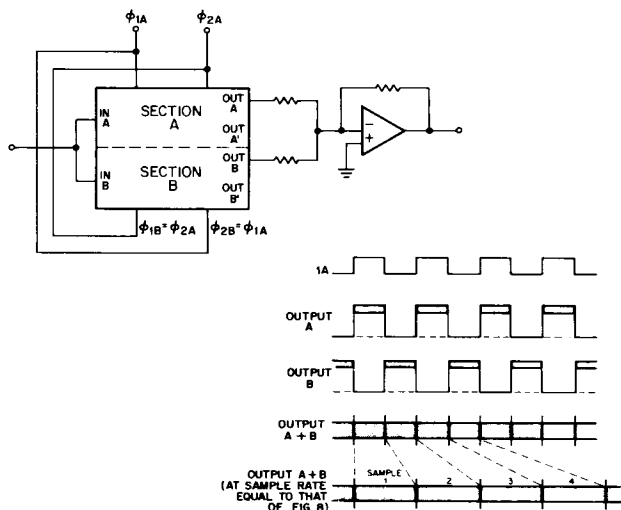 ϕ1A
ϕ2A
IN A
SECTION A
OUT A
OUT A'
IN B
SECTION B
OUT B
OUT B'
−
+
ϕ1B = ϕ2A
ϕ2B = ϕ1A
1A
OUTPUT A
OUTPUT B
OUTPUT A + B
SAMPLE
1
2
3
4
OUTPUT A + B
(AT SAMPLE RATE
EQUAL TO THAT
OF FIG 8)